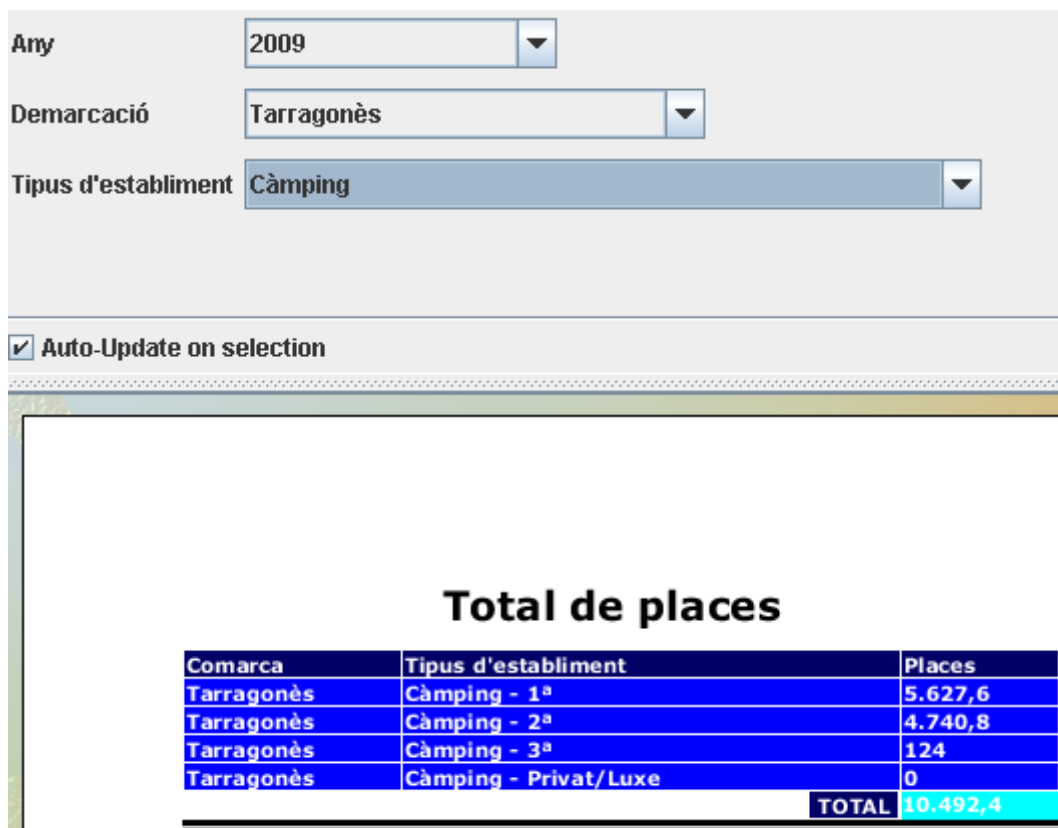 Any 2009
Demarcació Tarragonès
Tipus d'establiment Càmping
Auto-Update on selection
Total de places
Comarca Tipus d'establiment Places
Tarragonès Càmping - 1ª 5.627,6
Tarragonès Càmping - 2ª 4.740,8
Tarragonès Càmping - 3ª 124
Tarragonès Càmping - Privat/Luxe 0
TOTAL 10.492,4